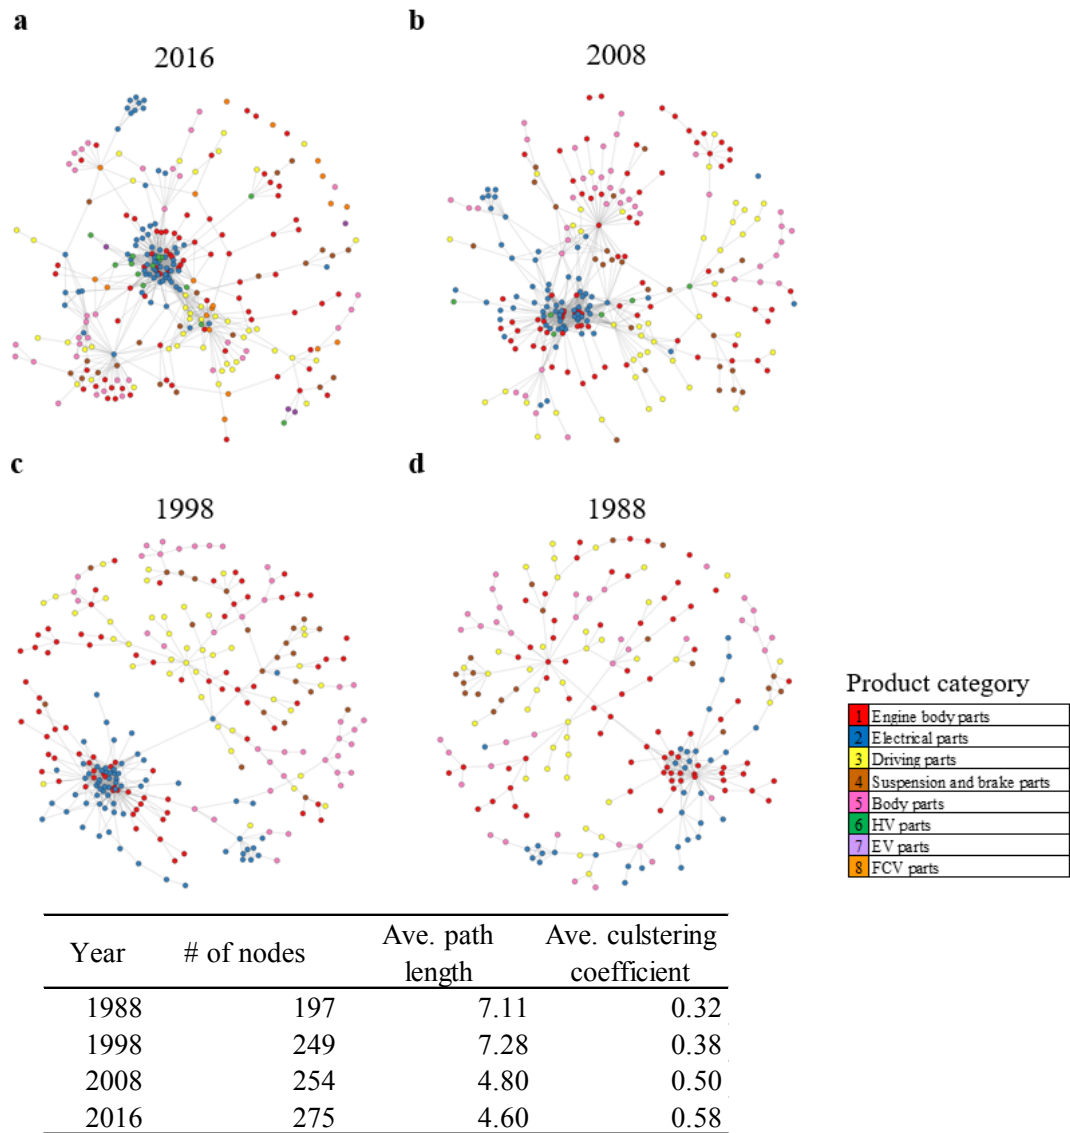 a
2016
b
2008
c
1998
d
1988
Product category
1 Engine body parts
2 Electrical parts
3 Driving parts
4 Suspension and brake parts
5 Body parts
6 HV parts
7 EV parts
8 FCV parts
Year # of nodes Ave. path length Ave. culstering coefficient
1988 197 7.11 0.32
1998 249 7.28 0.38
2008 254 4.80 0.50
2016 275 4.60 0.58